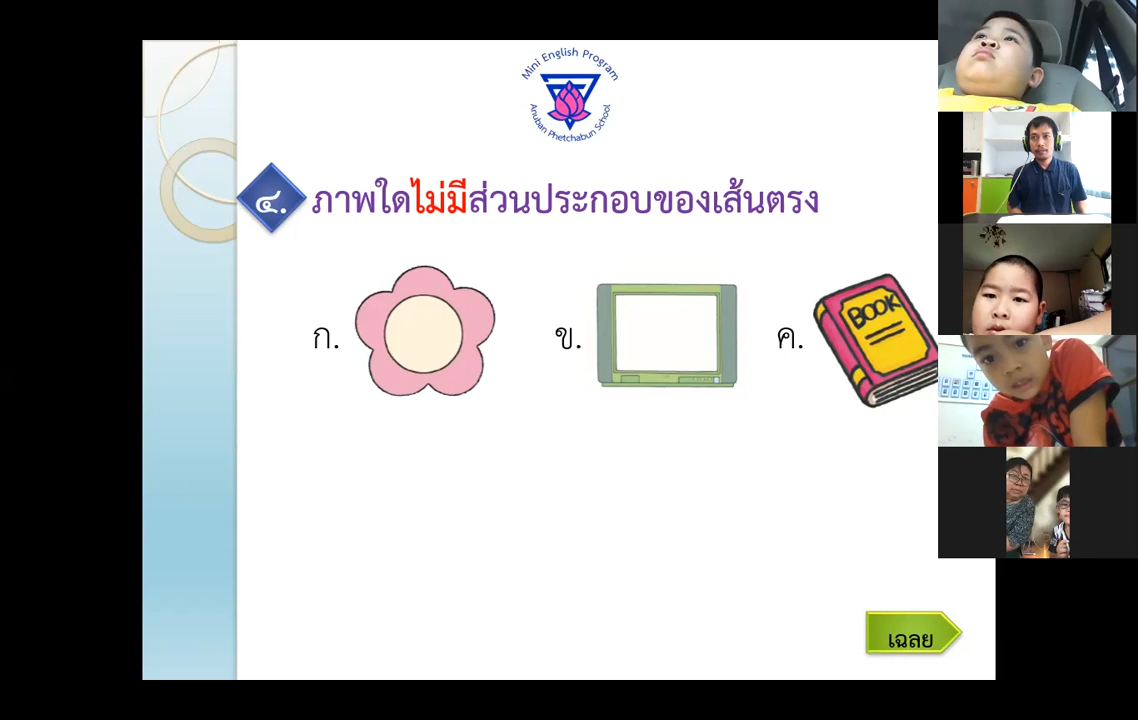 Mini English Program
Anuban Phetchabun School
๔. ภาพใดไม่มีส่วนประกอบของเส้นตรง
ก. ข. ค.
BOOK
เฉลย